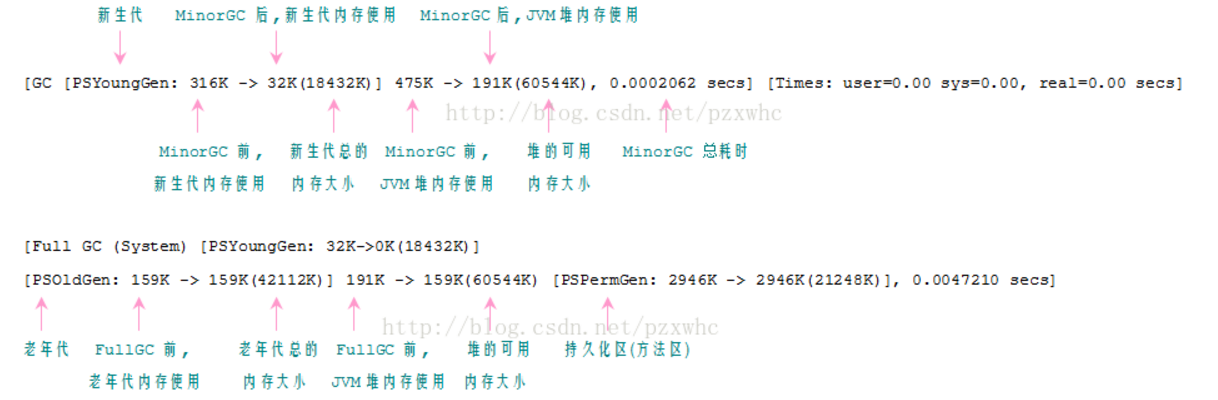 新生代 MinorGC 后,新生代内存使用 MinorGC 后,JVM堆内存使用
[GC [PSYoungGen: 316K -> 32K(18432K)] 475K -> 191K(60544K), 0.0002062 secs] [Times: user=0.00 sys=0.00, real=0.00 secs]
http://blog.csdn.net/pzxwhc
MinorGC 前, 新生代总的 MinorGC 前, 堆的可用 MinorGC 总耗时
新生代内存使用 内存大小 JVM堆内存使用 内存大小
[Full GC (System) [PSYoungGen: 32K->0K(18432K)]
[PSOldGen: 159K -> 159K(42112K)] 191K -> 159K(60544K) [PSPermGen: 2946K -> 2946K(21248K)], 0.0047210 secs]
http://blog.csdn.net/pzxwhc
老年代 FullGC 前, 老年代总的 FullGC 前, 堆的可用 持久化区(方法区)
老年代内存使用 内存大小 JVM堆内存使用 内存大小